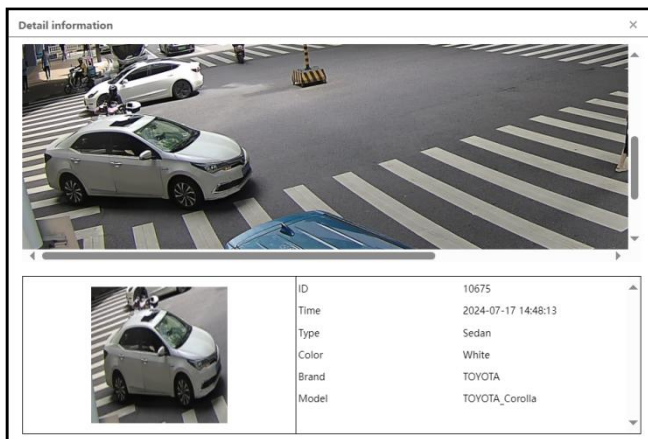 Detail information
ID 10675
Time 2024-07-17 14:48:13
Type Sedan
Color White
Brand TOYOTA
Model TOYOTA_Corolla